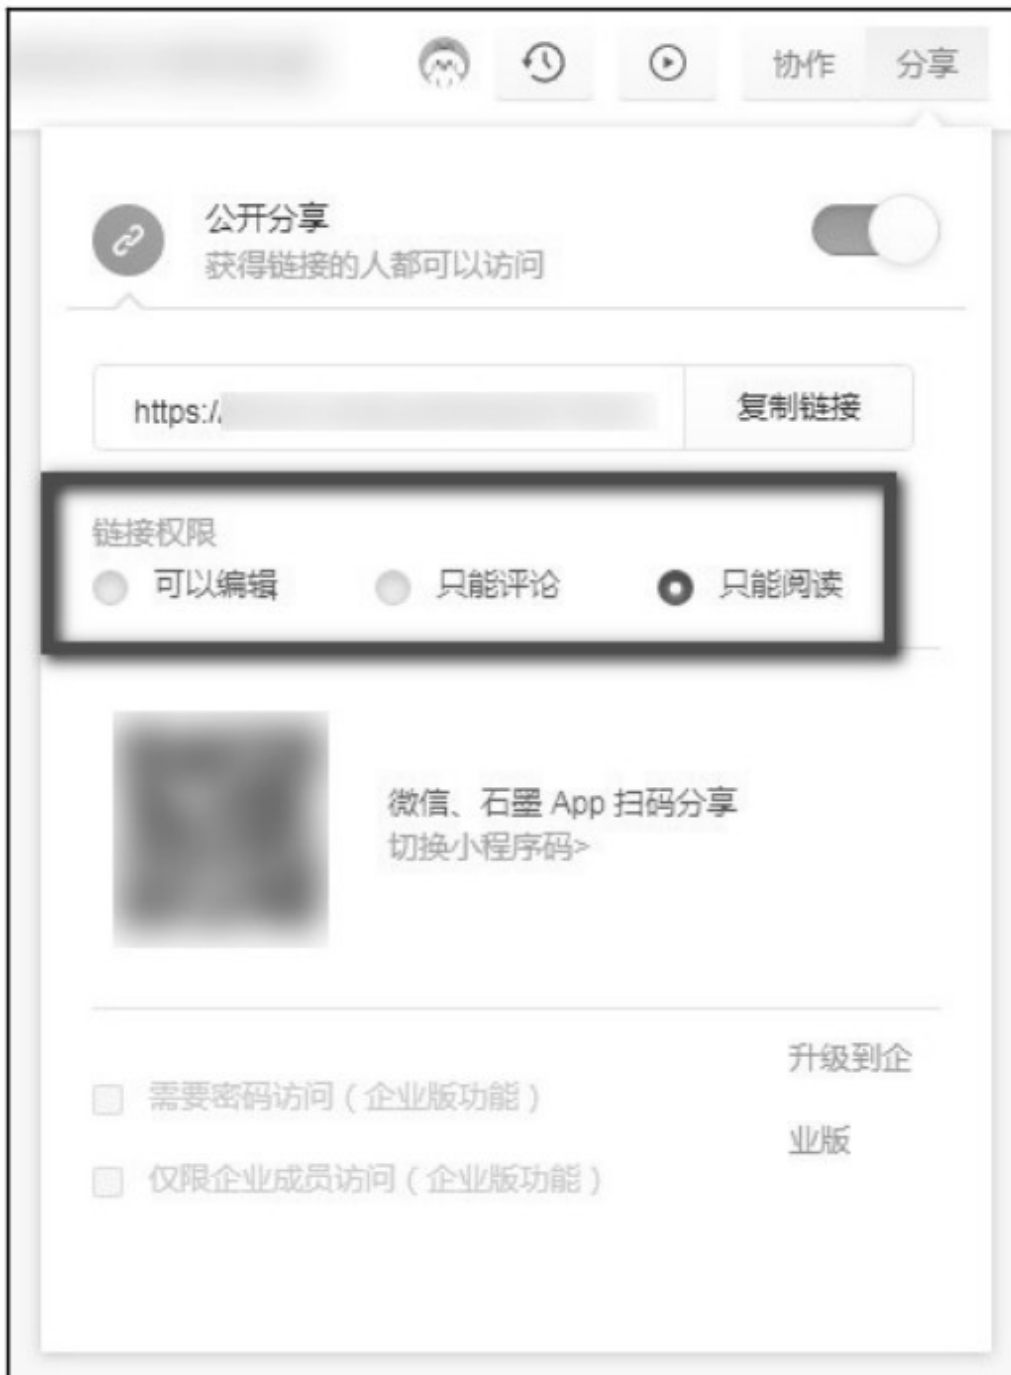 协作 分享
公开分享
获得链接的人都可以访问
https:// 复制链接
链接权限
可以编辑 只能评论 只能阅读
微信、石墨 App 扫码分享
切换小程序码>
升级到企
需要密码访问（企业版功能）
业版
仅限企业成员访问（企业版功能）